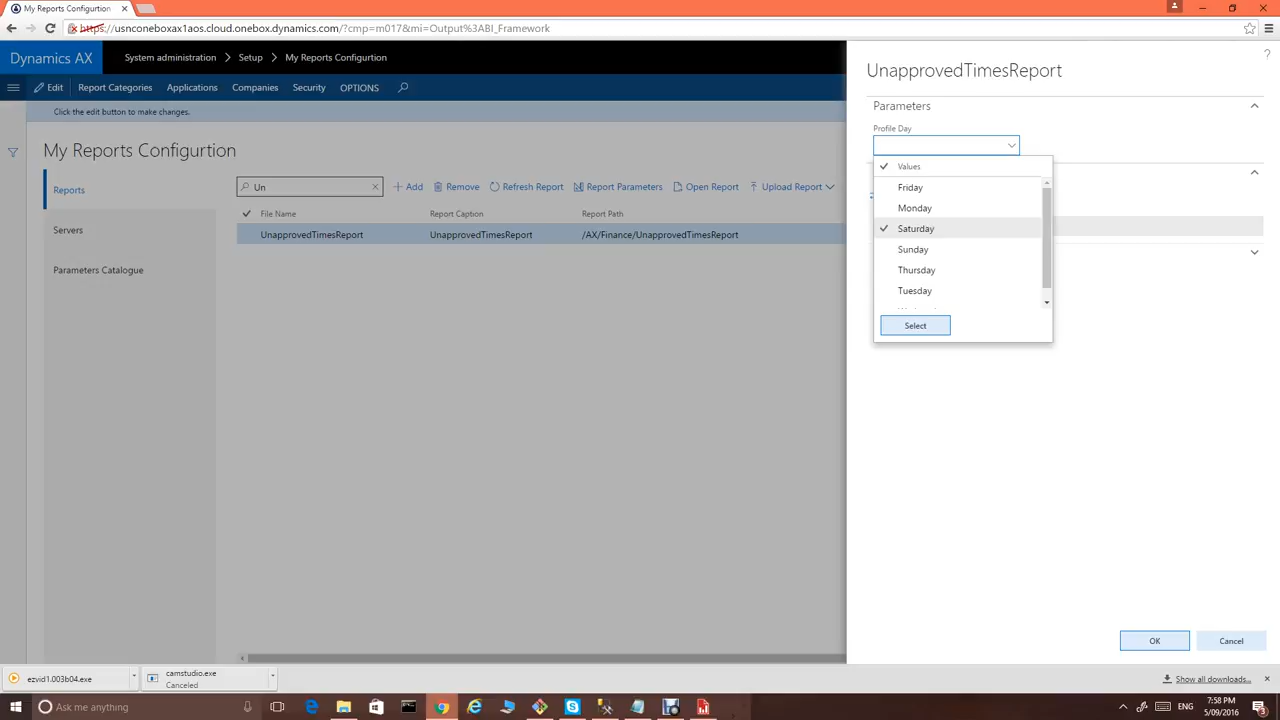 My Reports Configurtion
https://usnconeboxax1aos.cloud.onebox.dynamics.com/?cmp=m017&mi=Output%3ABI_Framework
Dynamics AX
System administration > Setup > My Reports Configurtion
Edit Report Categories Applications Companies Security OPTIONS
Click the edit button to make changes.
My Reports Configurtion
Reports
Servers
Parameters Catalogue
Un
Add Remove Refresh Report Report Parameters Open Report Upload Report
File Name Report Caption Report Path
UnapprovedTimesReport UnapprovedTimesReport /AX/Finance/UnapprovedTimesReport
?
UnapprovedTimesReport
Parameters
Profile Day
Values
Friday
Monday
Saturday
Sunday
Thursday
Tuesday
Select
OK Cancel
ezvid1.003b04.exe
camstudio.exe
Canceled
Show all downloads...
Ask me anything
ENG
7:58 PM
5/09/2016